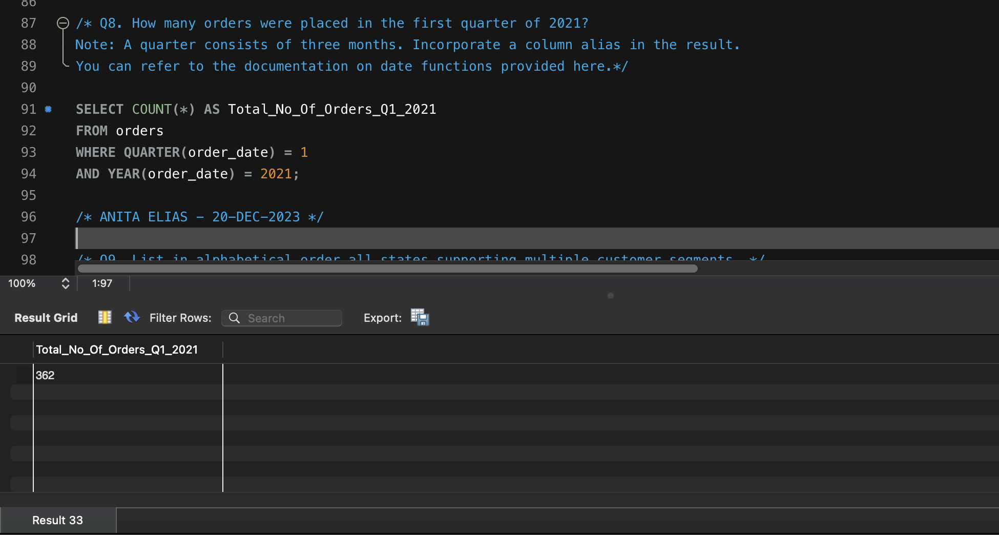 86
87 /* Q8. How many orders were placed in the first quarter of 2021?
88 Note: A quarter consists of three months. Incorporate a column alias in the result.
89 You can refer to the documentation on date functions provided here.*/
90
91 SELECT COUNT(*) AS Total_No_Of_Orders_Q1_2021
92 FROM orders
93 WHERE QUARTER(order_date) = 1
94 AND YEAR(order_date) = 2021;
95
96 /* ANITA ELIAS - 20-DEC-2023 */
97
98 /* Q9. List in alphabetical order all states supporting multiple customer segments. */
100% 1:97
Result Grid Filter Rows: Search Export:
Total_No_Of_Orders_Q1_2021
362
Result 33